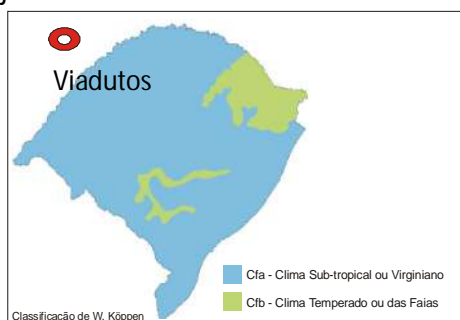 Viadutos
Cfa - Clima Sub-tropical ou Virginiano
Cfb - Clima Temperado ou das Faias
Classificação de W. Köppen